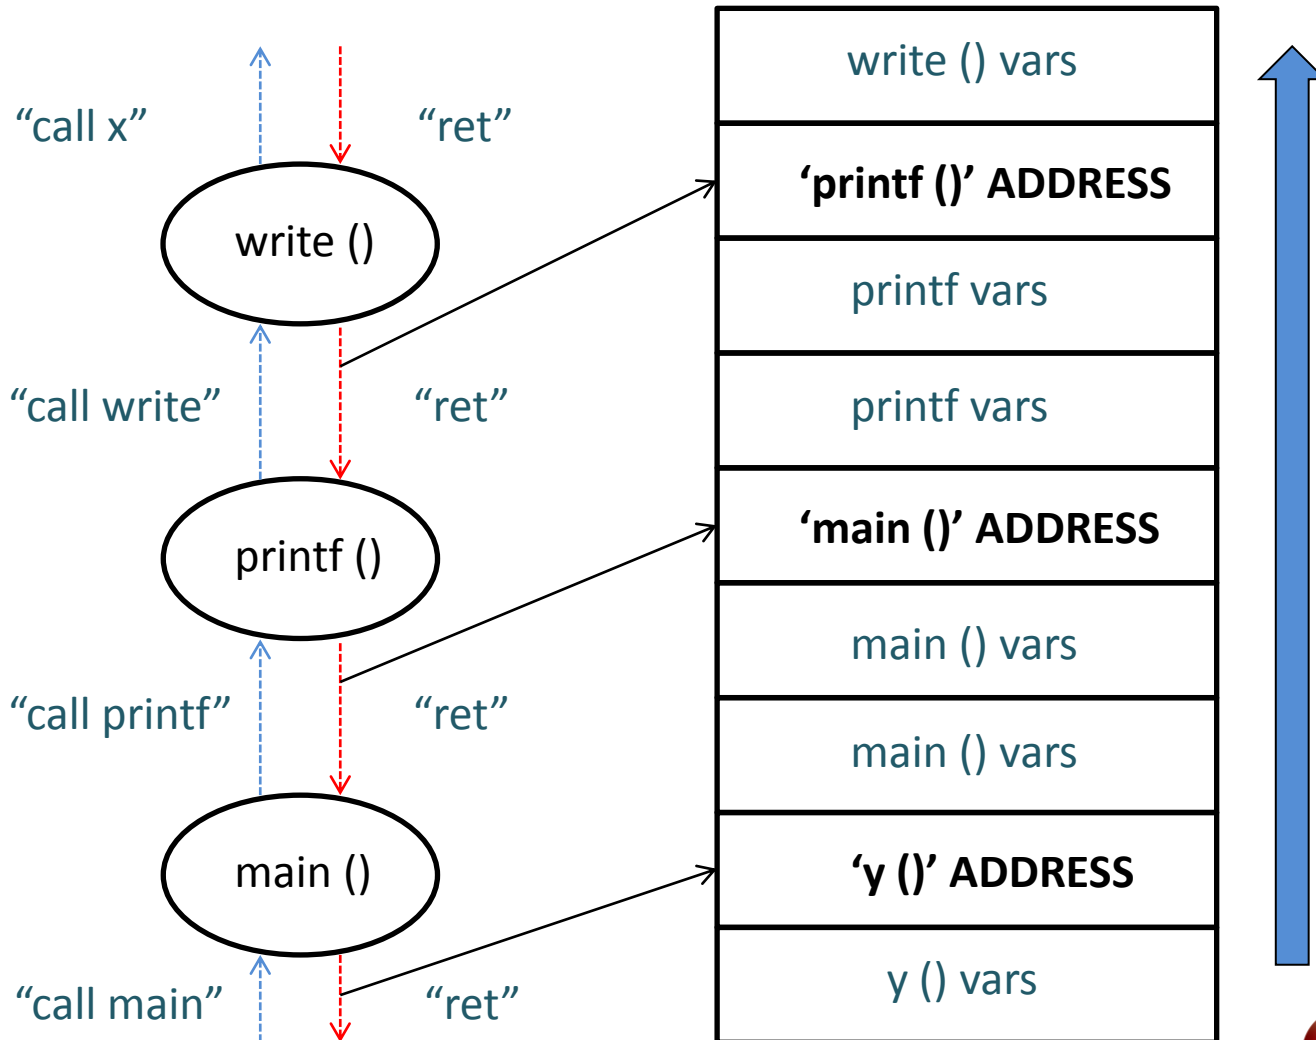 “call x”
“ret”
write ()
“call write”
“ret”
printf ()
“call printf”
“ret”
main ()
“call main”
“ret”
write () vars
‘printf ()’ ADDRESS
printf vars
printf vars
‘main ()’ ADDRESS
main () vars
main () vars
‘y ()’ ADDRESS
y () vars